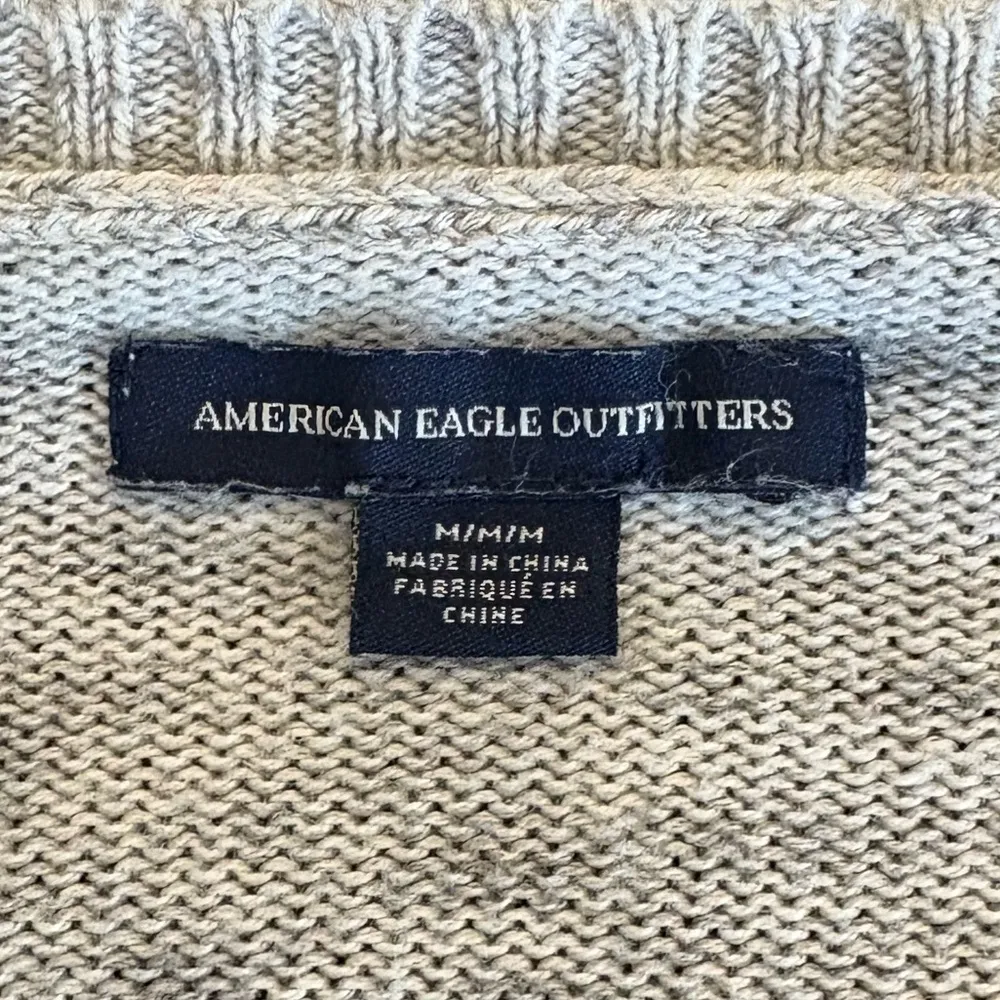 AMERICAN EAGLE OUTFITTERS
M/M/M
MADE IN CHINA
FABRIQUÉ EN
CHINE